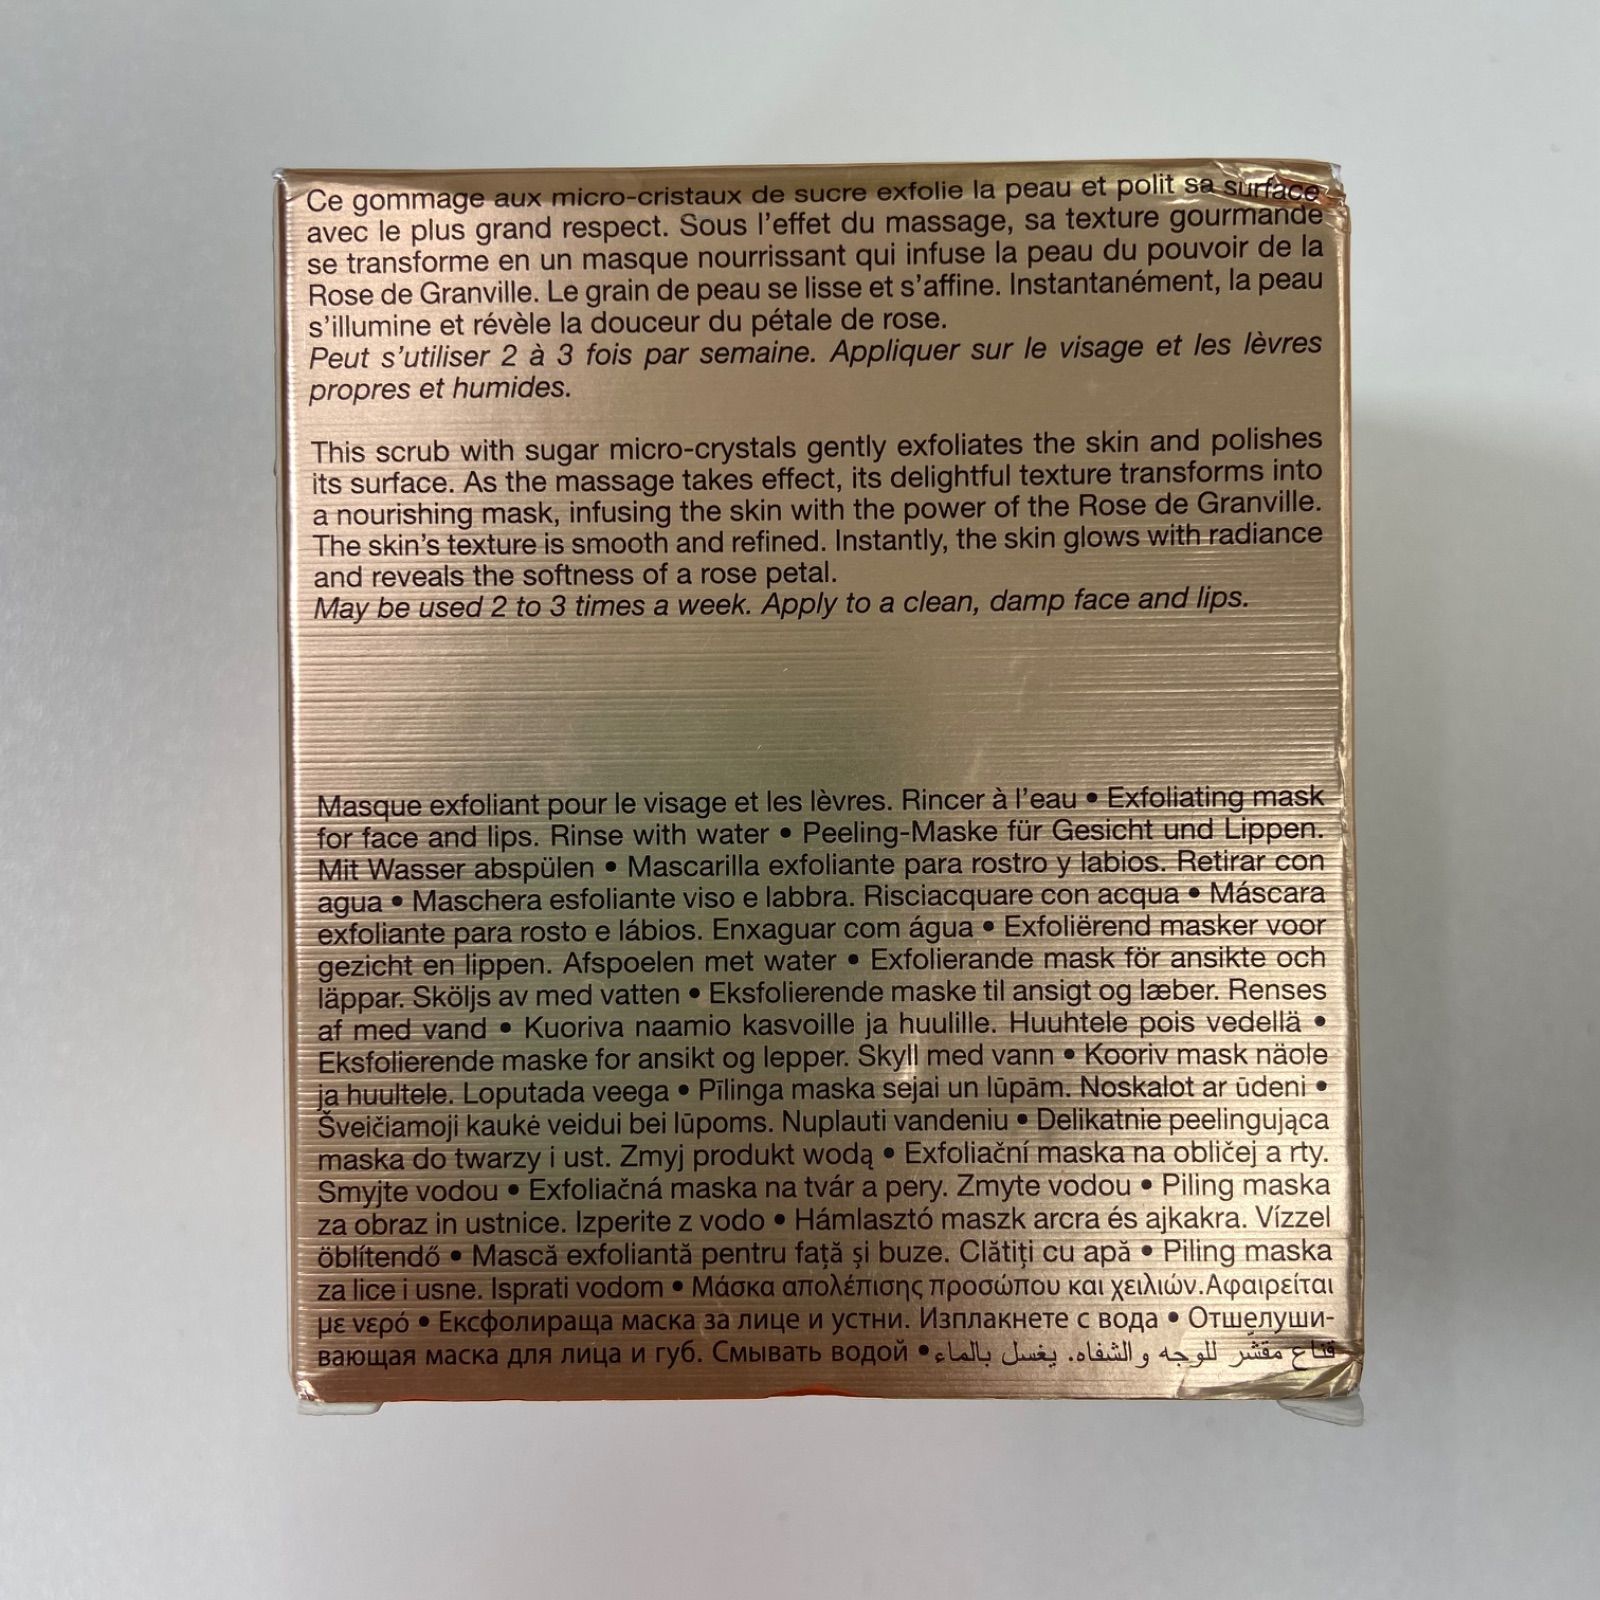 Ce gommage aux micro-cristaux de sucre exfolie la peau et polit sa surface
avec le plus grand respect. Sous l'effet du massage, sa texture gourmande
se transforme en un masque nourrissant qui infuse la peau du pouvoir de la
Rose de Granville. Le grain de peau se lisse et s'affine. Instantanément, la peau
s'illumine et révèle la douceur du pétale de rose.
Peut s'utiliser 2 à 3 fois par semaine. Appliquer sur le visage et les lèvres
propres et humides.
This scrub with sugar micro-crystals gently exfoliates the skin and polishes
its surface. As the massage takes effect, its delightful texture transforms into
a nourishing mask, infusing the skin with the power of the Rose de Granville.
The skin's texture is smooth and refined. Instantly, the skin glows with radiance
and reveals the softness of a rose petal.
May be used 2 to 3 times a week. Apply to a clean, damp face and lips.
Masque exfoliant pour le visage et les lèvres. Rincer à l'eau • Exfoliating mask
for face and lips. Rinse with water • Peeling-Maske für Gesicht und Lippen.
Mit Wasser abspülen • Mascarilla exfoliante para rostro y labios. Retirar con
agua • Maschera esfoliante viso e labbra. Risciacquare con acqua • Máscara
exfoliante para rosto e lábios. Enxaguar com água • Exfoliërend masker voor
gezicht en lippen. Afspoelen met water • Exfolierande mask för ansikte och
läppar. Sköljs av med vatten • Eksfolierende maske til ansigt og læber. Renses
af med vand • Kuoriva naamio kasvoille ja huulille. Huuhtele pois vedellä •
Eksfolierende maske for ansikt og lepper. Skyll med vann • Kooriv mask näole
ja huultele. Loputada veega • Pīlinga maska sejai un lūpām. Noskalot ar ūdeni •
Šveičiamoji kaukė veidui bei lūpoms. Nuplauti vandeniu • Delikatnie peelingująca
maska do twarzy i ust. Zmyj produkt wodą • Exfoliační maska na obličej a rty.
Smyjte vodou • Exfoliačná maska na tvár a pery. Zmyte vodou • Piling maska
za obraz in ustnice. Izperite z vodo • Hámlasztó maszk arcra és ajkakra. Vízzel
öblítendő • Mască exfoliantă pentru față și buze. Clătiți cu apă • Piling maska
za lice i usne. Isprati vodom • Μάσκα απολέπισης προσώπου και χειλιών.Αφαιρείται
με νερό • Ексфолираща маска за лице и устни. Изплакнете с вода • Отшелуши-
вающая маска для лица и губ. Смывать водой • قناع مقشّر للوجه والشفاه. يغسل بالماء